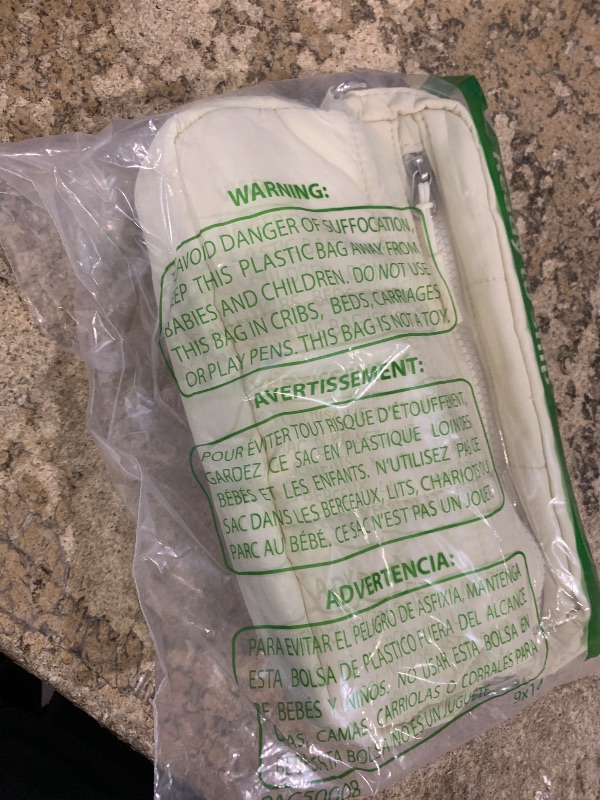 WARNING:
AVOID DANGER OF SUFFOCATION,
EEP THIS PLASTIC BAG AWAY FROM
BABIES AND CHILDREN. DO NOT USE
THIS BAG IN CRIBS, BEDS, CARRIAGES
OR PLAY PENS. THIS BAG IS NOT A TOY.
AVERTISSEMENT:
POUR EVITER TOUT RISQUE D'ÉTOUFFEMENT,
GARDEZ CE SAC EN PLASTIQUE LOIN DES
BÉBÉS ET LES ENFANTS. N'UTILISEZ PAS CE
SAC DANS LES BERCEAUX, LITS, CHARIOTS OU
PARC AU BÉBÉ. CE SAC N'EST PAS UN JOUET.
ADVERTENCIA:
PARA EVITAR EL PELIGRO DE ASFIXIA, MANTENGA
ESTA BOLSA DE PLASTICO FUERA DEL ALCANCE
DE BEBÉS Y NIÑOS. NO USAR ESTA BOLSA EN
CAMAS, CARRIOLAS O CORRALES PARA
ESTA BOLSA NO ES UN JUGUETE